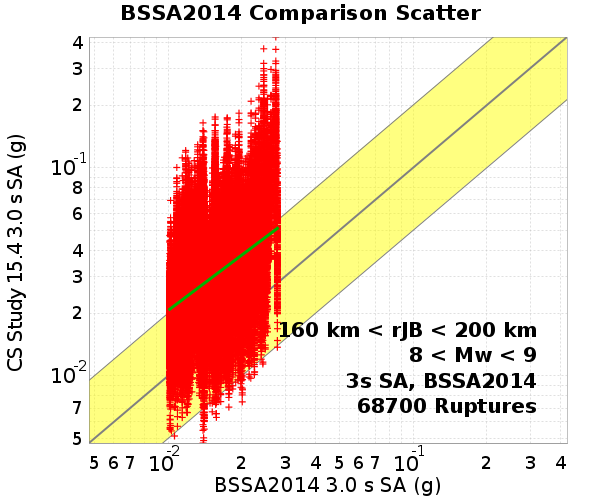 BSSA2014 Comparison Scatter
CS Study 15.4 3.0 s SA (g)
4
3
2
10-1
8
6
4
3
2
10-2
7
5
160 km < rJB < 200 km
8 < Mw < 9
3s SA, BSSA2014
68700 Ruptures
5 6 7 10-2 2 3 4 5 6 7 10-1 2 3 4
BSSA2014 3.0 s SA (g)